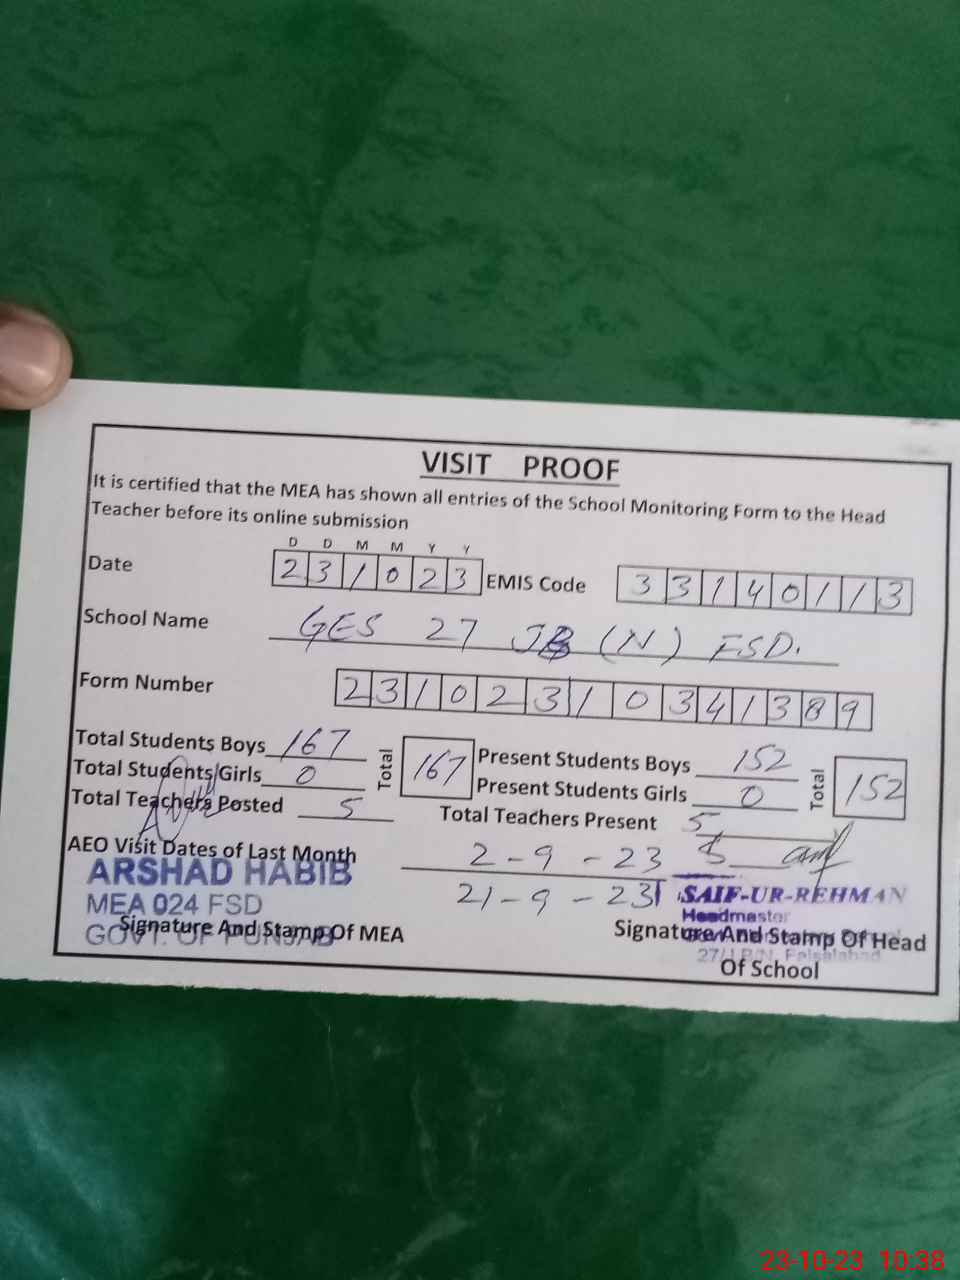 VISIT PROOF
It is certified that the MEA has shown all entries of the School Monitoring Form to the Head
Teacher before its online submission
D D M M Y Y
Date 231023 EMIS Code 33140113
School Name GES 27 JB (N) FSD.
Form Number 23102310341389
Total Students Boys 167 Total 167 Present Students Boys 152 Total 152
Total Students Girls 0 Present Students Girls 0
Total Teachers Posted 5 Total Teachers Present 5
AEO Visit Dates of Last Month 2-9-23
21-9-23
ARSHAD HABIB
MEA 024 FSD
GOVT. OF PUNJAB
Signature And Stamp Of MEA
SAIF-UR-REHMAN
Headmaster
27/J.B/N, Faisalabad
Signature And Stamp Of Head
Of School
23-10-23 10:38